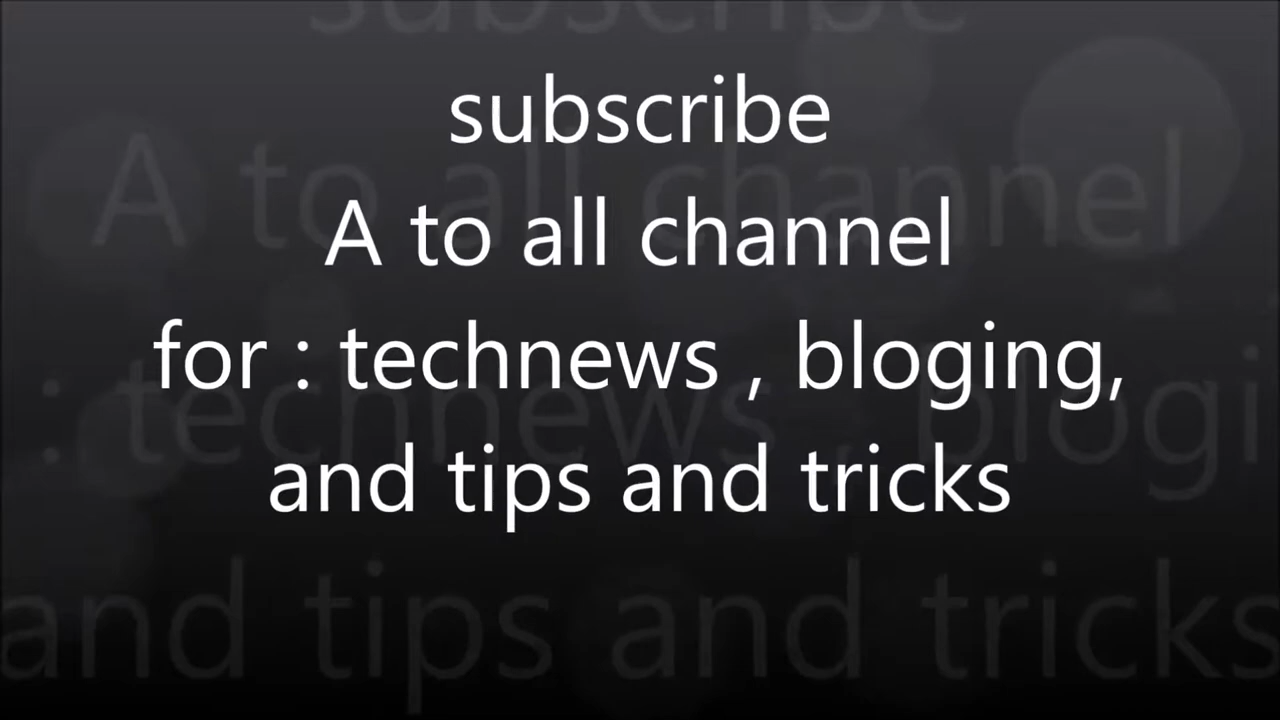 subscribe
A to all channel
for : technews , bloging,
and tips and tricks